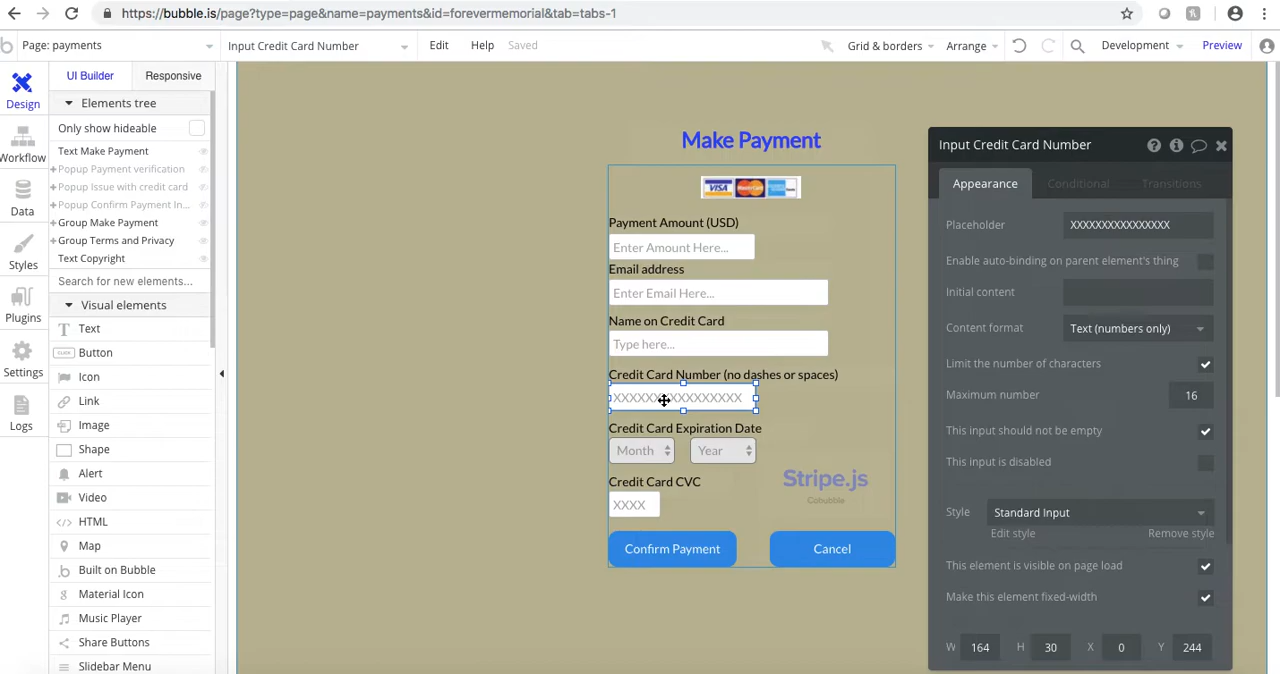 https://bubble.is/page?type=page&name=payments&id=forevermemorial&tab=tabs-1
Page: payments
Input Credit Card Number
Edit
Help
Saved
Grid & borders
Arrange
Development
Preview
UI Builder
Responsive
Design
Workflow
Data
Styles
Plugins
Settings
Logs
Elements tree
Only show hideable
Text Make Payment
Popup Payment verification
Popup Issue with credit card
Popup Confirm Payment In...
Group Make Payment
Group Terms and Privacy
Text Copyright
Search for new elements...
Visual elements
Text
CLICK Button
Icon
Link
Image
Shape
Alert
Video
HTML
Map
Built on Bubble
Material Icon
Music Player
Share Buttons
Slidebar Menu
Make Payment
VISA MasterCard
Payment Amount (USD)
Enter Amount Here...
Email address
Enter Email Here...
Name on Credit Card
Type here...
Credit Card Number (no dashes or spaces)
XXXXXXXXXXXXXXXX
Credit Card Expiration Date
Month
Year
Credit Card CVC
XXXX
Stripe.js
Cobubble
Confirm Payment
Cancel
Input Credit Card Number
Appearance
Conditional
Transitions
Placeholder
XXXXXXXXXXXXXXXX
Enable auto-binding on parent element's thing
Initial content
Content format
Text (numbers only)
Limit the number of characters
Maximum number
16
This input should not be empty
This input is disabled
Style
Standard Input
Edit style
Remove style
This element is visible on page load
Make this element fixed-width
W 164 H 30 X 0 Y 244